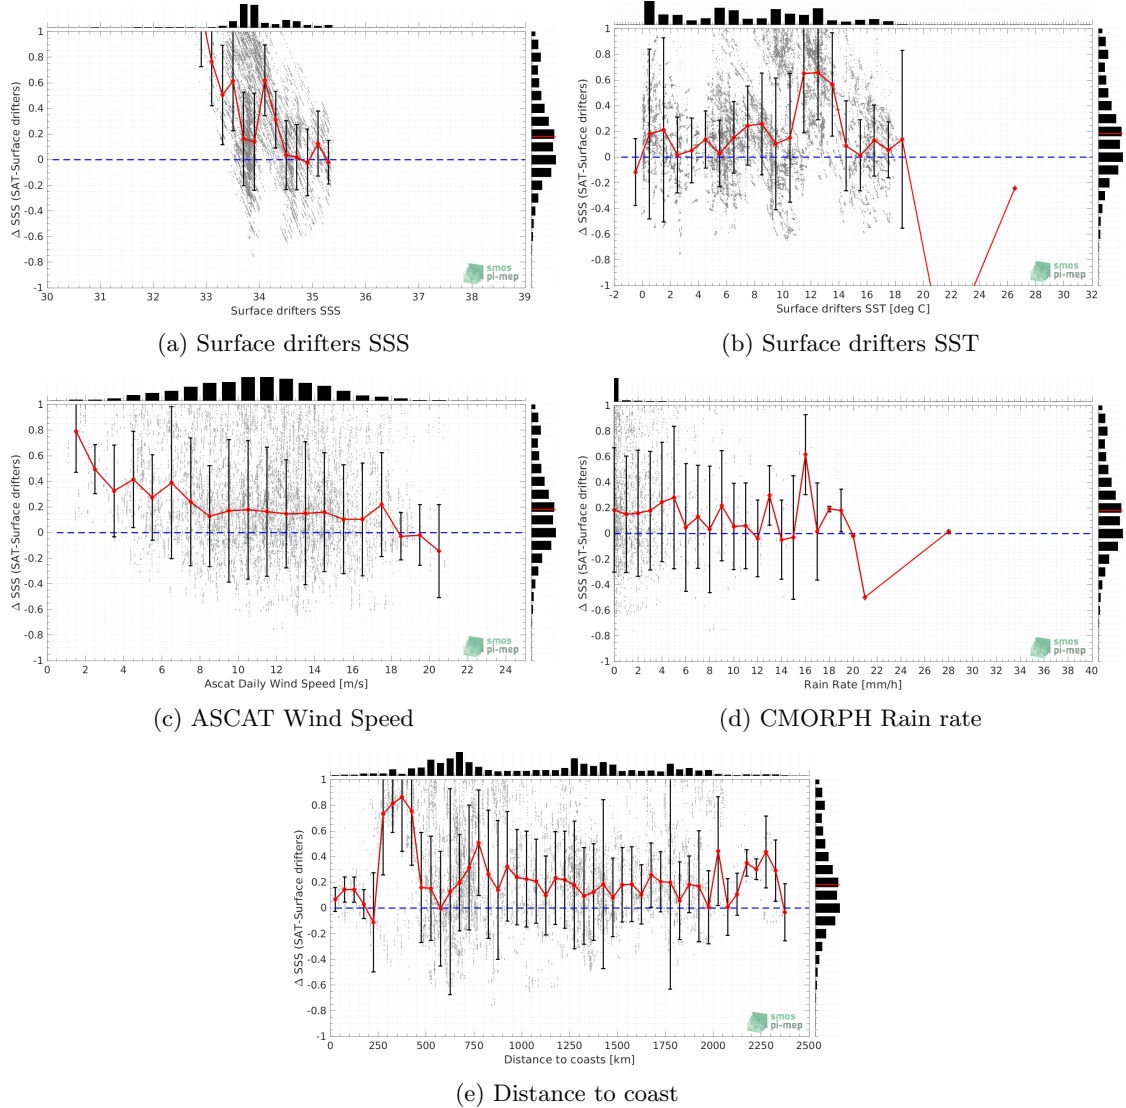 Δ SSS (SAT-Surface drifters)
1
0.8
0.6
0.4
0.2
0
-0.2
-0.4
-0.6
-0.8
-1
30 31 32 33 34 35 36 37 38 39
Surface drifters SSS
smos
pi-mep
(a) Surface drifters SSS
Δ SSS (SAT-Surface drifters)
1
0.8
0.6
0.4
0.2
0
-0.2
-0.4
-0.6
-0.8
-1
-2 0 2 4 6 8 10 12 14 16 18 20 22 24 26 28 30 32
Surface drifters SST [deg C]
smos
pi-mep
(b) Surface drifters SST
Δ SSS (SAT-Surface drifters)
1
0.8
0.6
0.4
0.2
0
-0.2
-0.4
-0.6
-0.8
-1
0 2 4 6 8 10 12 14 16 18 20 22 24
Ascat Daily Wind Speed [m/s]
smos
pi-mep
(c) ASCAT Wind Speed
Δ SSS (SAT-Surface drifters)
1
0.8
0.6
0.4
0.2
0
-0.2
-0.4
-0.6
-0.8
-1
0 2 4 6 8 10 12 14 16 18 20 22 24 26 28 30 32 34 36 38 40
Rain Rate [mm/h]
smos
pi-mep
(d) CMORPH Rain rate
Δ SSS (SAT-Surface drifters)
1
0.8
0.6
0.4
0.2
0
-0.2
-0.4
-0.6
-0.8
-1
0 250 500 750 1000 1250 1500 1750 2000 2250 2500
Distance to coasts [km]
smos
pi-mep
(e) Distance to coast